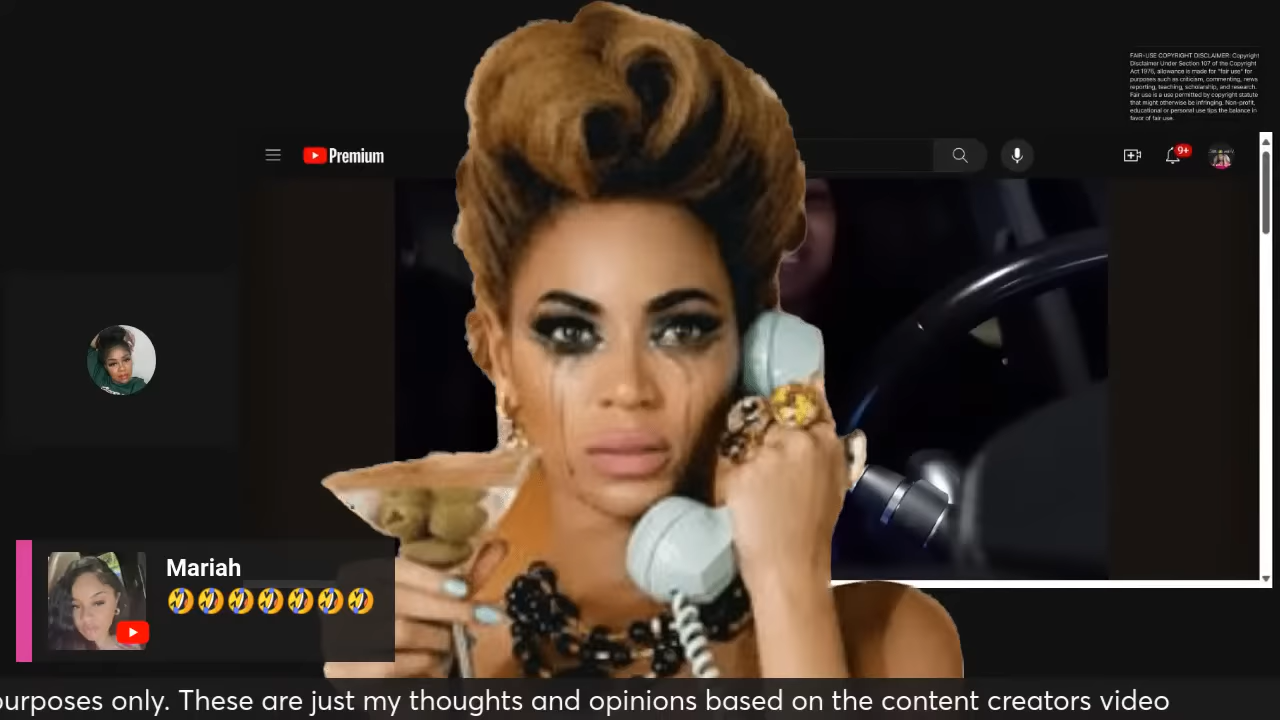 FAIR-USE COPYRIGHT DISCLAIMER: Copyright
Disclaimer Under Section 107 of the Copyright
Act 1976, allowance is made for "fair use" for
purposes such as criticism, commenting, news
reporting, teaching, scholarship, and research.
Fair use is a use permitted by copyright statute
that might otherwise be infringing. Non-profit,
educational or personal use tips the balance in
favor of fair use.
Premium
9+
Mariah
urposes only. These are just my thoughts and opinions based on the content creators video